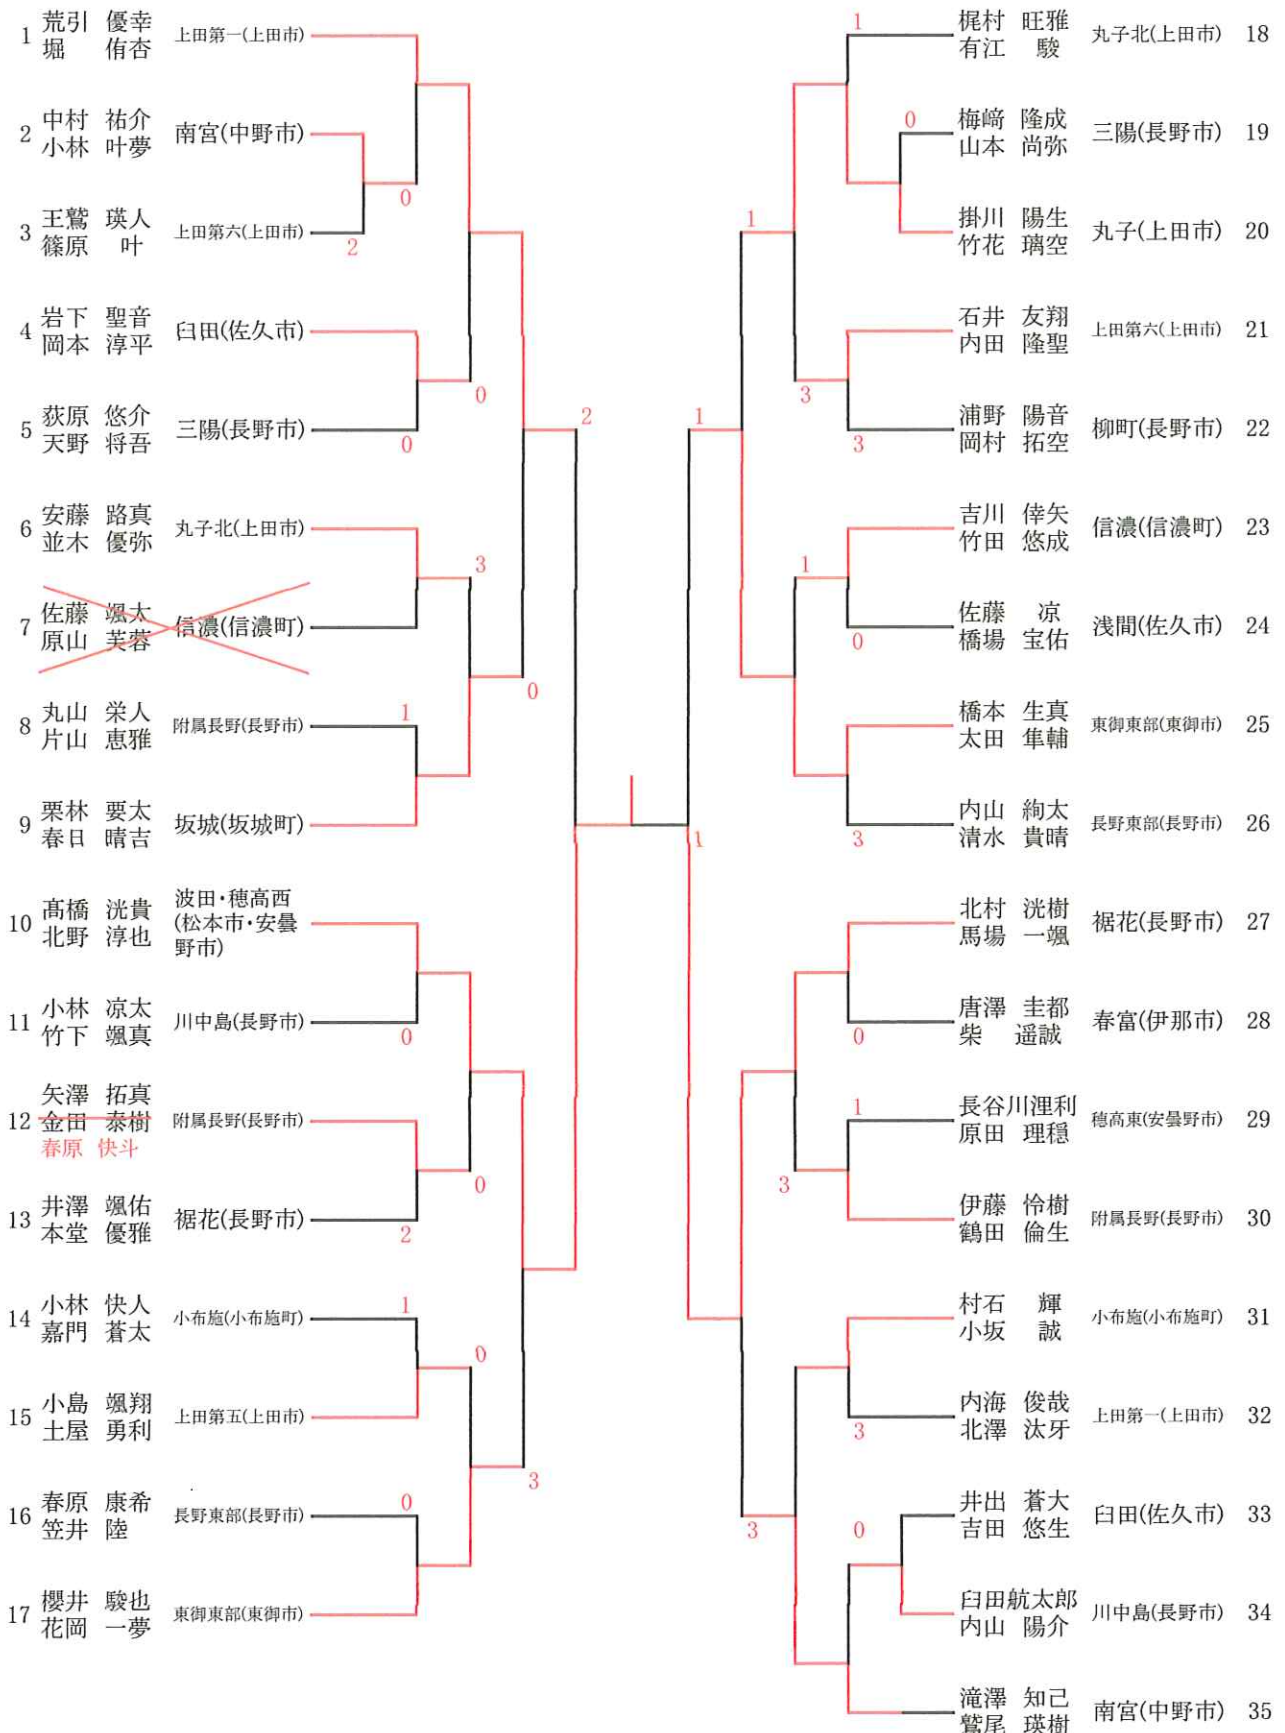 1 荒引 優幸 上田第一(上田市)
堀 侑杏
2 中村 祐介 南宮(中野市)
小林 叶夢
0
3 王鷲 瑛人 上田第六(上田市)
篠原 叶
2
4 岩下 聖音 臼田(佐久市)
岡本 淳平
0
5 荻原 悠介 三陽(長野市)
天野 将吾
0
2
6 安藤 路真 丸子北(上田市)
並木 優弥
3
7 佐藤 颯太 信濃(信濃町)
原山 芙蓉
0
8 丸山 栄人 附属長野(長野市)
片山 恵雅
1
9 栗林 要太 坂城(坂城町)
春日 晴吉
10 髙橋 洸貴 波田・穂高西
北野 淳也 (松本市・安曇
野市)
11 小林 凉太 川中島(長野市)
竹下 颯真
0
12 矢澤 拓真 附属長野(長野市)
金田 泰樹
春原 快斗
0
13 井澤 颯佑 裾花(長野市)
本堂 優雅
2
14 小林 快人 小布施(小布施町)
嘉門 蒼太
1
0
15 小島 颯翔 上田第五(上田市)
土屋 勇利
3
16 春原 康希 長野東部(長野市)
笠井 陸
0
17 櫻井 駿也 東御東部(東御市)
花岡 一夢
1
梶村 旺雅 丸子北(上田市) 18
有江 駿
0
梅﨑 隆成 三陽(長野市) 19
山本 尚弥
1
掛川 陽生 丸子(上田市) 20
竹花 璃空
石井 友翔 上田第六(上田市) 21
内田 隆聖
3
1
浦野 陽音 柳町(長野市) 22
岡村 拓空
3
吉川 倖矢 信濃(信濃町) 23
竹田 悠成
1
佐藤 凉 浅間(佐久市) 24
橋場 宝佑
0
橋本 生真 東御東部(東御市) 25
太田 隼輔
内山 絢太 長野東部(長野市) 26
清水 貴晴
3
1
北村 洸樹 裾花(長野市) 27
馬場 一颯
唐澤 圭都 春富(伊那市) 28
柴 遥誠
0
長谷川浬利 穂高東(安曇野市) 29
原田 理穏
1
3
伊藤 怜樹 附属長野(長野市) 30
鶴田 倫生
村石 輝 小布施(小布施町) 31
小坂 誠
内海 俊哉 上田第一(上田市) 32
北澤 汰牙
3
井出 蒼大 臼田(佐久市) 33
吉田 悠生
3
0
臼田航太郎 川中島(長野市) 34
内山 陽介
滝澤 知己 南宮(中野市) 35
鷲尾 瑛樹